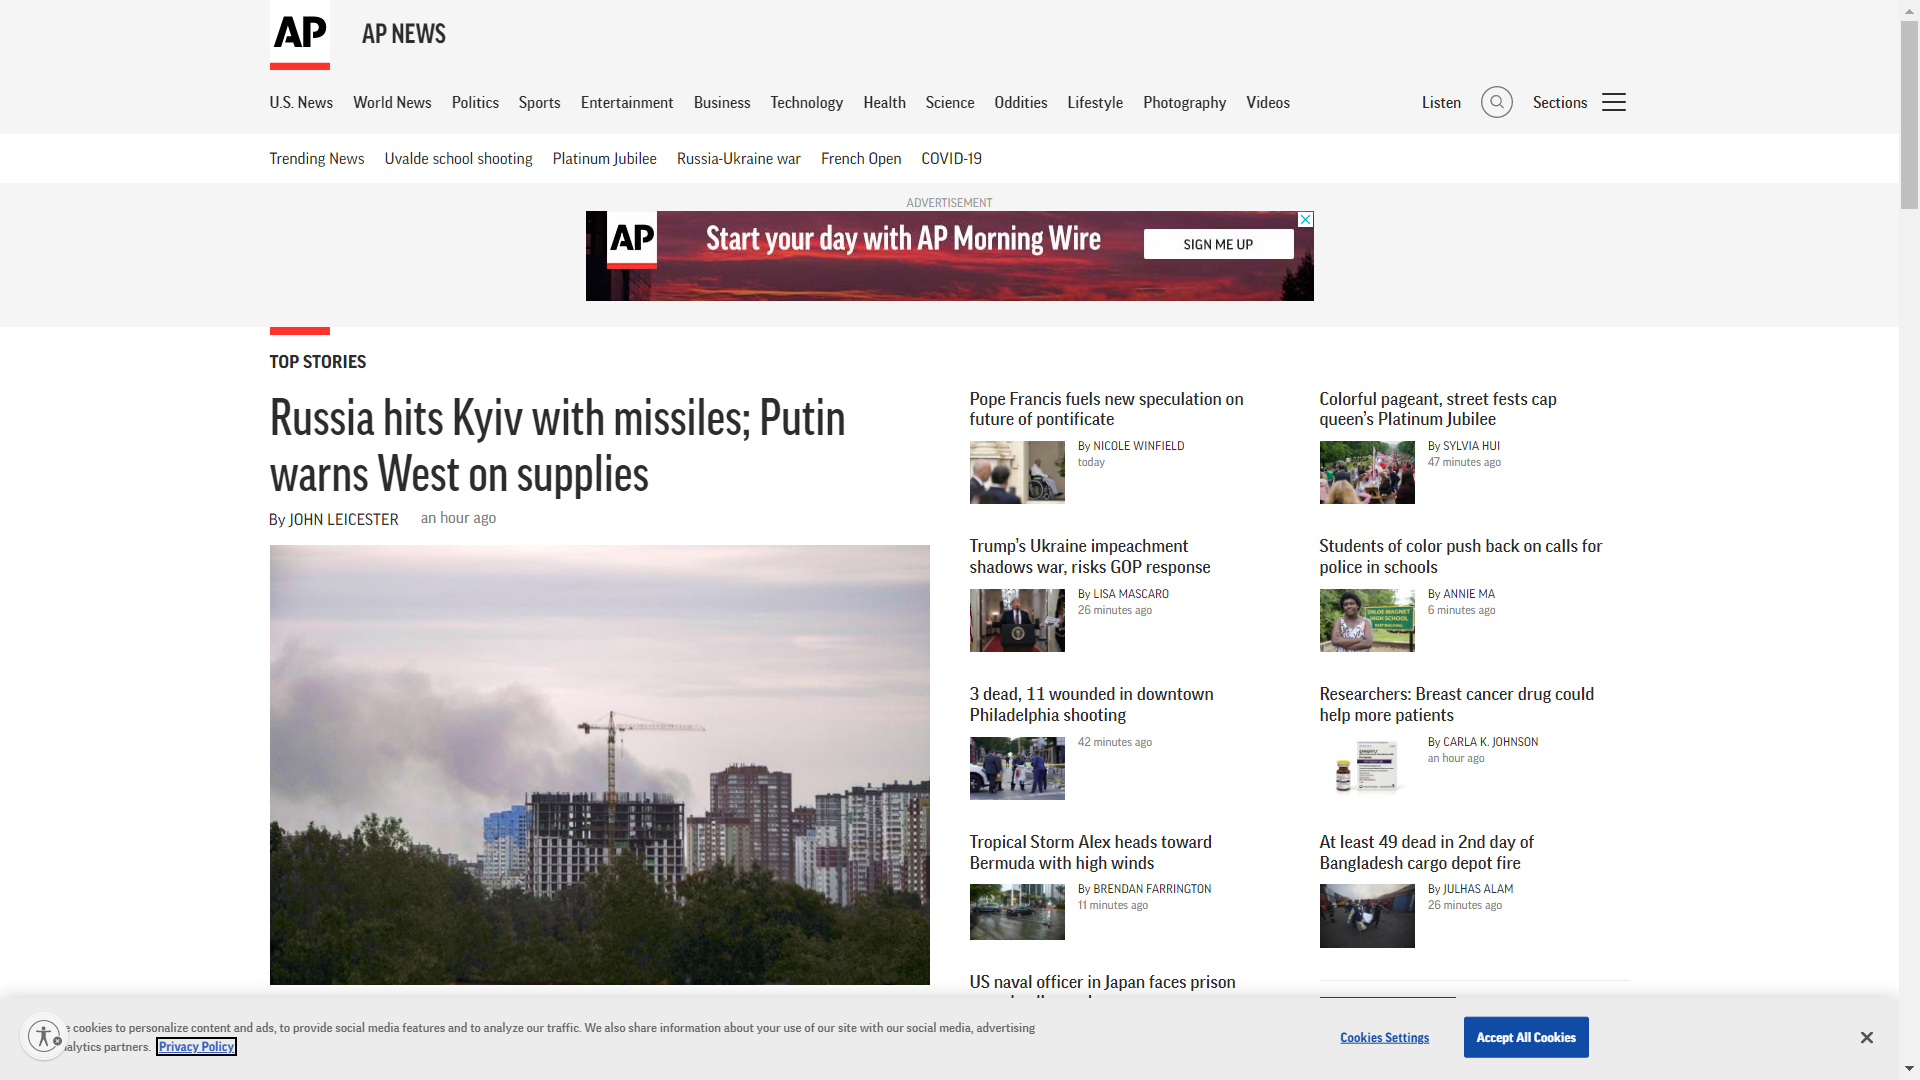 AP
AP NEWS
U.S. News World News Politics Sports Entertainment Business Technology Health Science Oddities Lifestyle Photography Videos Listen Sections
Trending News Uvalde school shooting Platinum Jubilee Russia-Ukraine war French Open COVID-19
ADVERTISEMENT
AP
Start your day with AP Morning Wire
SIGN ME UP
TOP STORIES
Russia hits Kyiv with missiles; Putin
warns West on supplies
By JOHN LEICESTER an hour ago
Pope Francis fuels new speculation on
future of pontificate
By NICOLE WINFIELD
today
Trump’s Ukraine impeachment
shadows war, risks GOP response
By LISA MASCARO
26 minutes ago
3 dead, 11 wounded in downtown
Philadelphia shooting
42 minutes ago
Tropical Storm Alex heads toward
Bermuda with high winds
By BRENDAN FARRINGTON
11 minutes ago
US naval officer in Japan faces prison
Colorful pageant, street fests cap
queen’s Platinum Jubilee
By SYLVIA HUI
47 minutes ago
Students of color push back on calls for
police in schools
By ANNIE MA
6 minutes ago
MAGNET
HIGH SCHOOL
Researchers: Breast cancer drug could
help more patients
By CARLA K. JOHNSON
an hour ago
At least 49 dead in 2nd day of
Bangladesh cargo depot fire
By JULHAS ALAM
26 minutes ago
cookies to personalize content and ads, to provide social media features and to analyze our traffic. We also share information about your use of our site with our social media, advertising
partners. Privacy Policy
Cookies Settings
Accept All Cookies